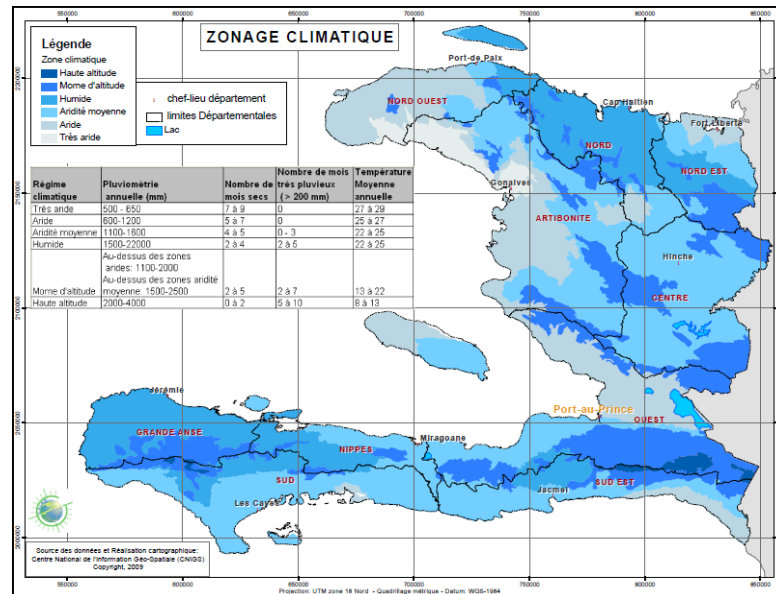 550000 600000 650000 700000 750000 800000 850000
ZONAGE CLIMATIQUE
Légende
Zone climatique
Haute altitude
Morne d'altitude
Humide
Aridité moyenne
Aride
Très aride
chef-lieu département
limites Départementales
Lac
Port-de Paix
NORD OUEST
Cap Haïtien
Fort Liberté
NORD
NORD EST
Gonaïves
ARTIBONITE
Hinche
CENTRE
Port-au-Prince
OUEST
Jérémie
GRANDE ANSE
NIPPES
Miragoane
SUD
Les Cayes
Jacmel
SUD EST
Régime climatique Pluviométrie annuelle (mm) Nombre de mois secs Nombre de mois très pluvieux (> 200 mm) Température Moyenne annuelle
Très aride 500 - 650 7 à 9 0 27 à 29
Aride 600-1200 5 à 7 0 25 à 27
Aridité moyenne 1100-1600 4 à 5 0 - 3 22 à 25
Humide 1500-22000 2 à 4 2 à 5 22 à 25
Au-dessus des zones
arides: 1100-2000
Au-dessus des zones aridité
Morne d'altitude moyenne: 1500-2500 2 à 5 2 à 7 13 à 22
Haute altitude 2000-4000 0 à 2 5 à 10 8 à 13
2200000
2150000
2100000
2050000
2000000
Source des données et Réalisation cartographique:
Centre National de l'Information Géo-Spatiale (CNIGS)
Copyright, 2009
550000 600000 650000 700000 750000 800000 850000
Projection: UTM zone 18 Nord - Quadrillage métrique - Datum: WGS-1984